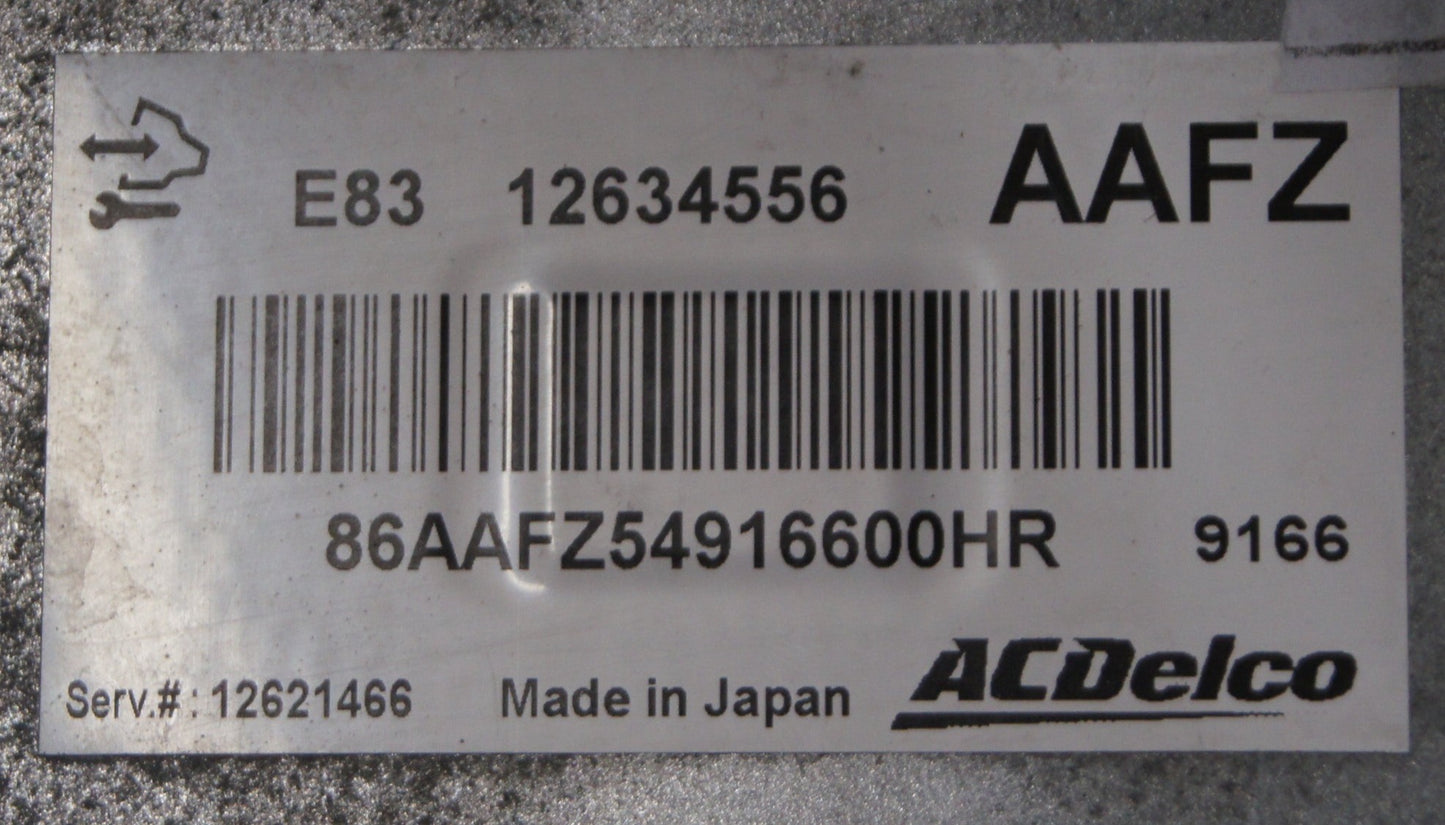 E83 12634556 AAFZ
86AAFZ54916600HR 9166
Serv.#: 12621466 Made in Japan ACDelco